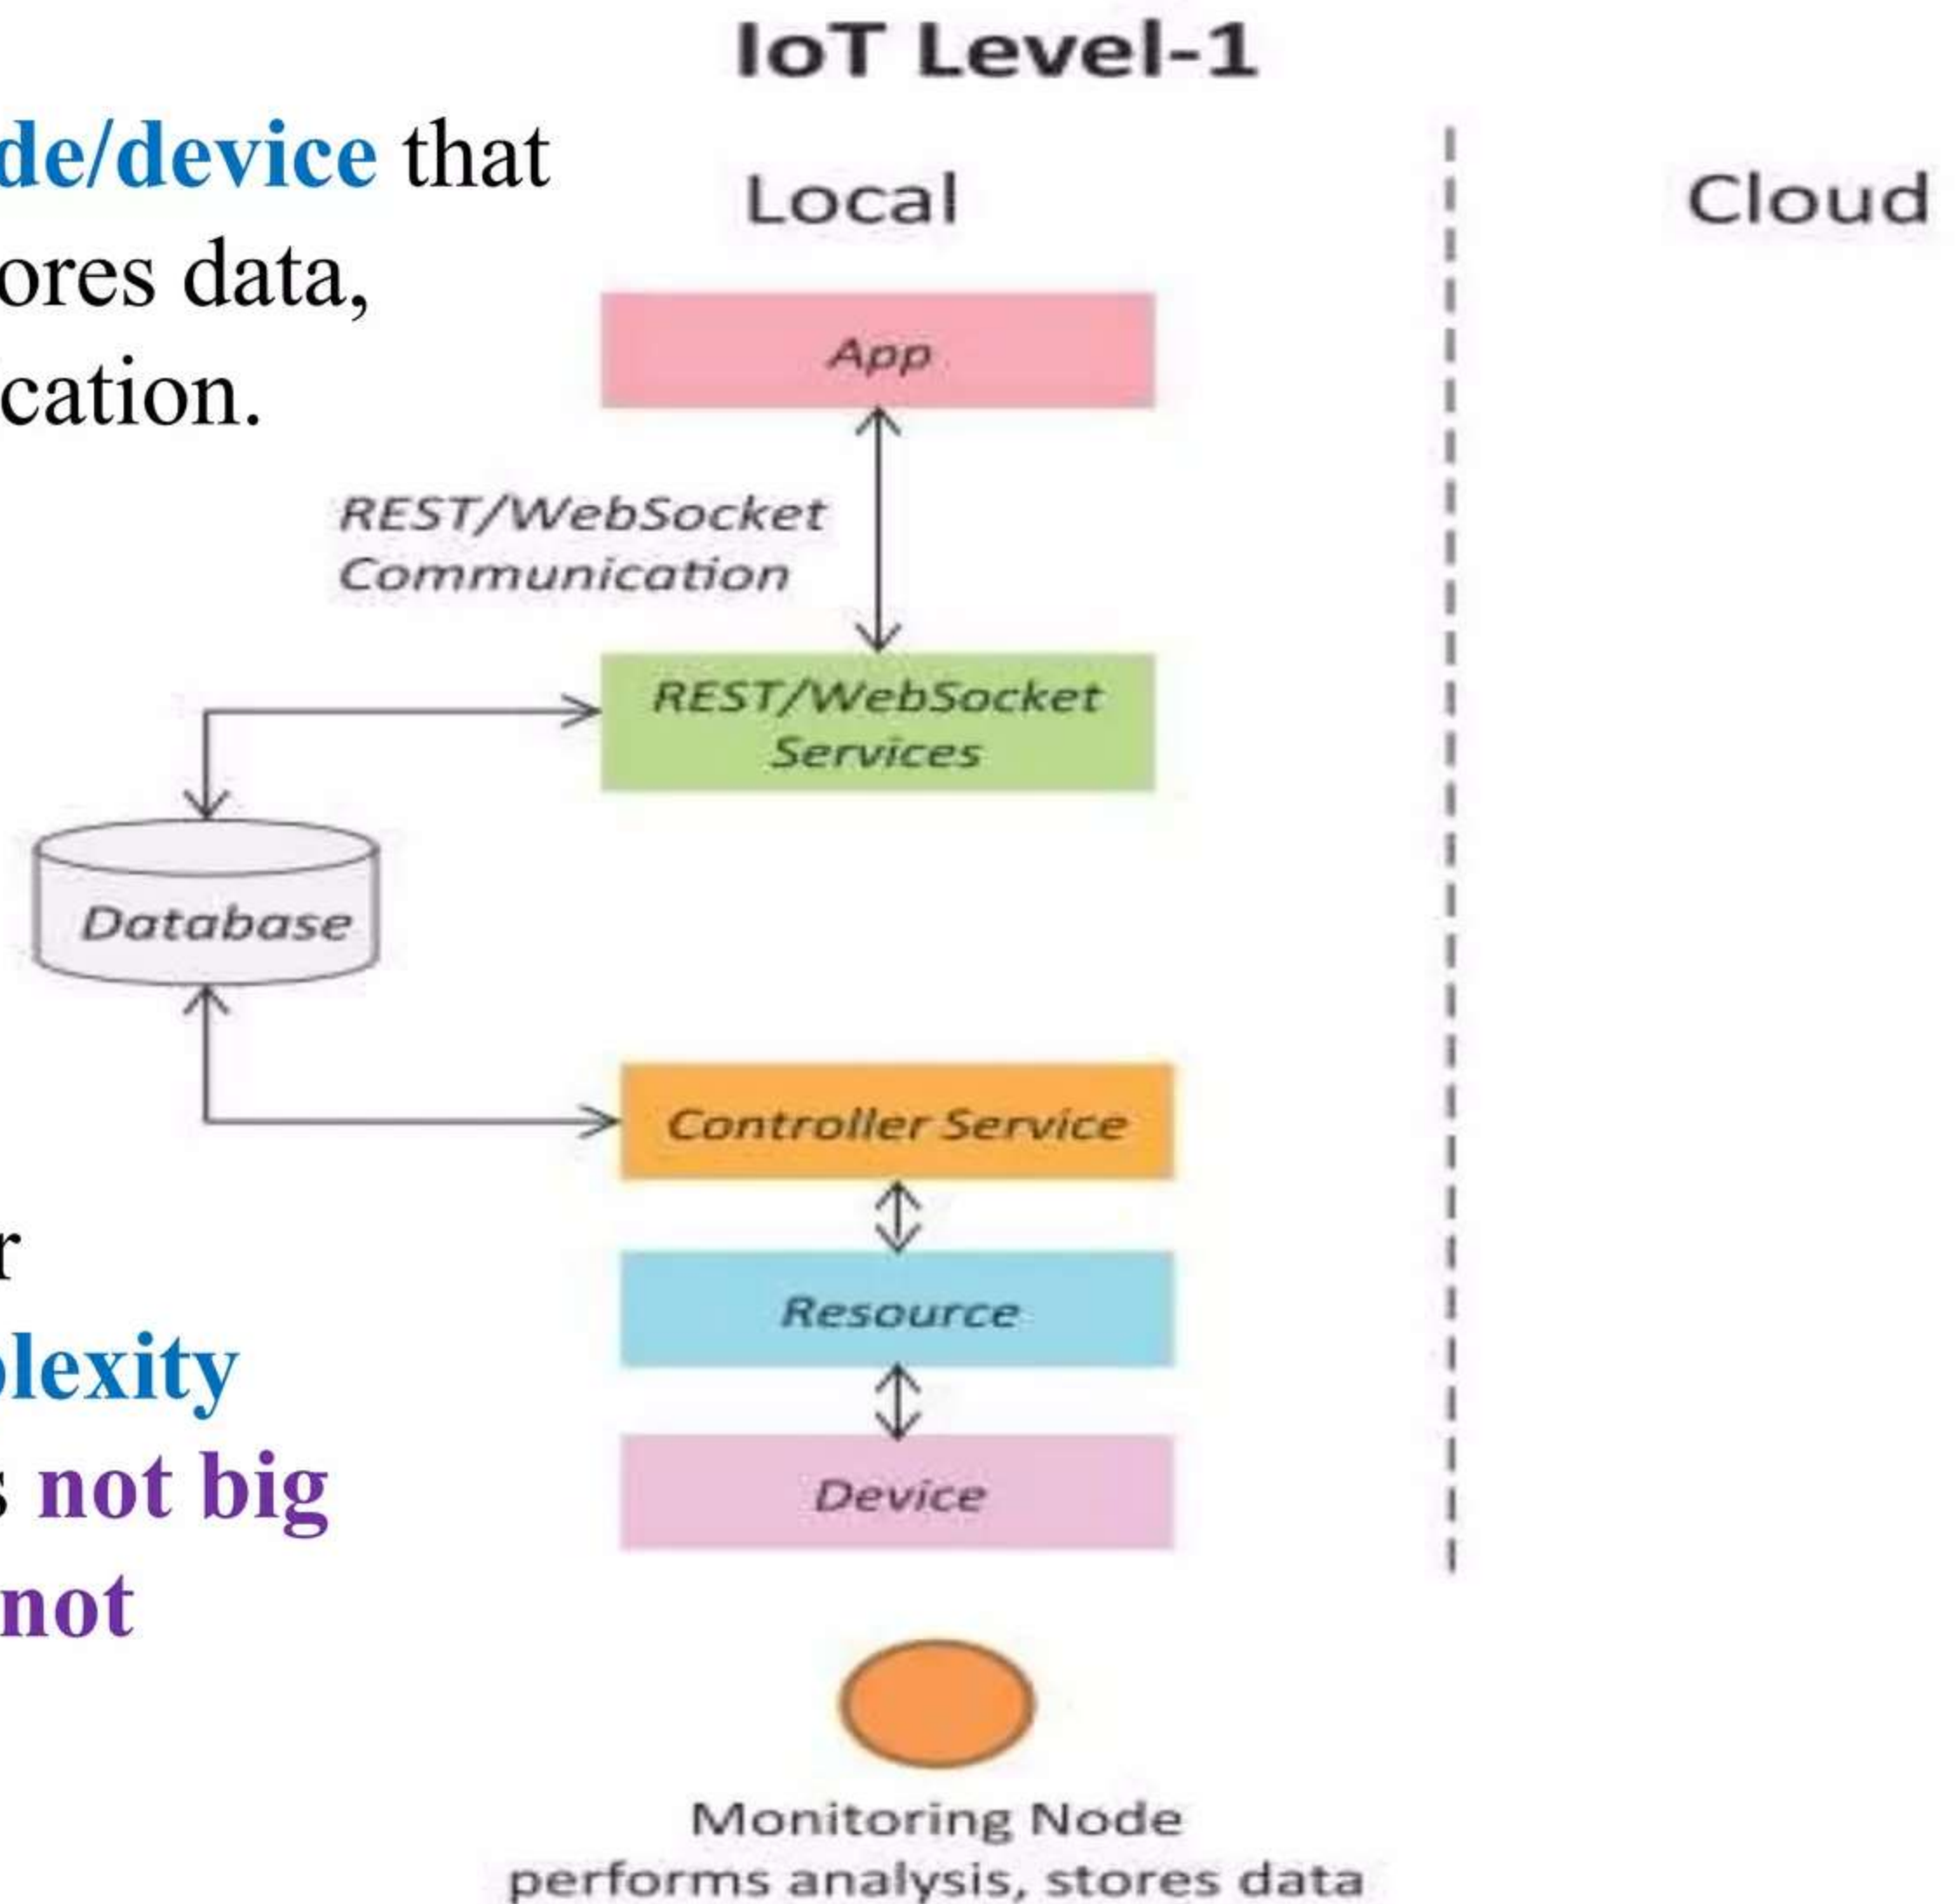 IoT Level-1
de/device that
ores data,
cation.
Local
Cloud
App
REST/WebSocket
Communication
REST/WebSocket
Services
Database
Controller Service
r
plexity
s not big
not
Resource
Device
Monitoring Node
performs analysis, stores data